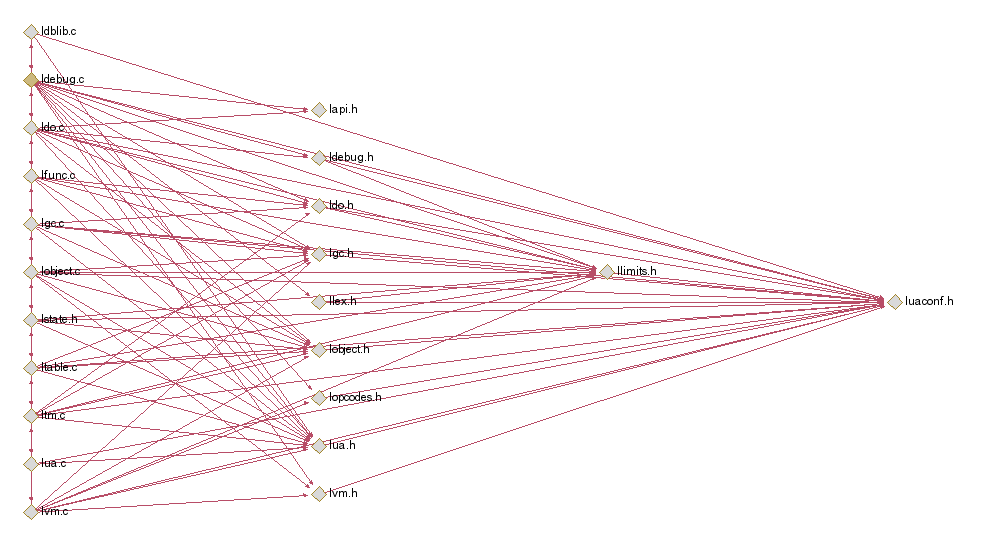 ldblib.c
ldebug.c
ldo.c
lfunc.c
lgc.c
lobject.c
lstate.h
ltable.c
ltm.c
lua.c
lvm.c
lapi.h
ldebug.h
ldo.h
lgc.h
llex.h
lobject.h
lopcodes.h
lua.h
lvm.h
llimits.h
luaconf.h